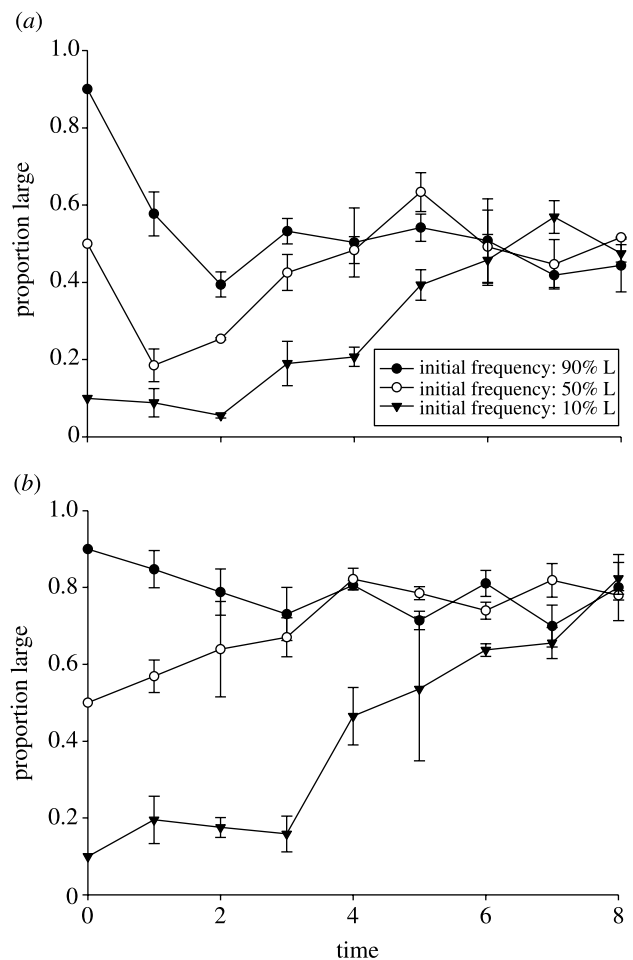 (a)
1.0
0.8
0.6
0.4
0.2
0
proportion large
initial frequency: 90% L
initial frequency: 50% L
initial frequency: 10% L
(b)
1.0
0.8
0.6
0.4
0.2
0
proportion large
0 2 4 6 8
time